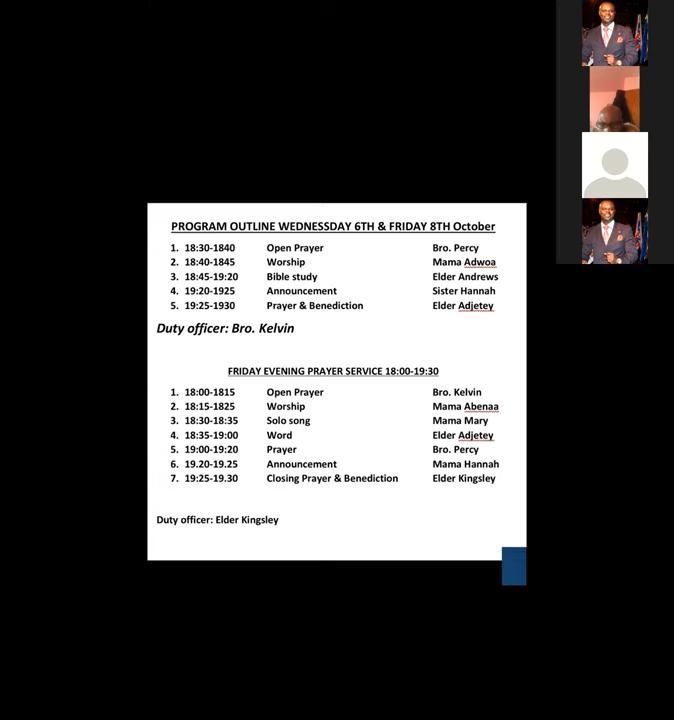 PROGRAM OUTLINE WEDNESSDAY 6TH & FRIDAY 8TH October
1. 18:30-1840 Open Prayer Bro. Percy
2. 18:40-1845 Worship Mama Adwoa
3. 18:45-19:20 Bible study Elder Andrews
4. 19:20-1925 Announcement Sister Hannah
5. 19:25-1930 Prayer & Benediction Elder Adjetey
Duty officer: Bro. Kelvin
FRIDAY EVENING PRAYER SERVICE 18:00-19:30
1. 18:00-1815 Open Prayer Bro. Kelvin
2. 18:15-1825 Worship Mama Abenaa
3. 18:30-18:35 Solo song Mama Mary
4. 18:35-19:00 Word Elder Adjetey
5. 19:00-19:20 Prayer Bro. Percy
6. 19.20-19.25 Announcement Mama Hannah
7. 19:25-19.30 Closing Prayer & Benediction Elder Kingsley
Duty officer: Elder Kingsley